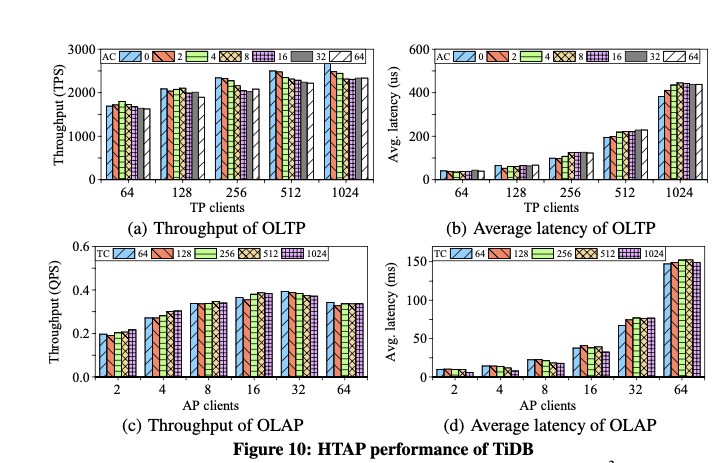 AC 0 2 4 8 16 32 64
Throughput (TPS)
3000
2000
1000
0
64 128 256 512 1024
TP clients
(a) Throughput of OLTP
AC 0 2 4 8 16 32 64
Avg. latency (us)
600
400
200
0
64 128 256 512 1024
TP clients
(b) Average latency of OLTP
TC 64 128 256 512 1024
Throughput (QPS)
0.6
0.4
0.2
0.0
2 4 8 16 32 64
AP clients
(c) Throughput of OLAP
TC 64 128 256 512 1024
Avg. latency (ms)
150
100
50
0
2 4 8 16 32 64
AP clients
(d) Average latency of OLAP
Figure 10: HTAP performance of TiDB